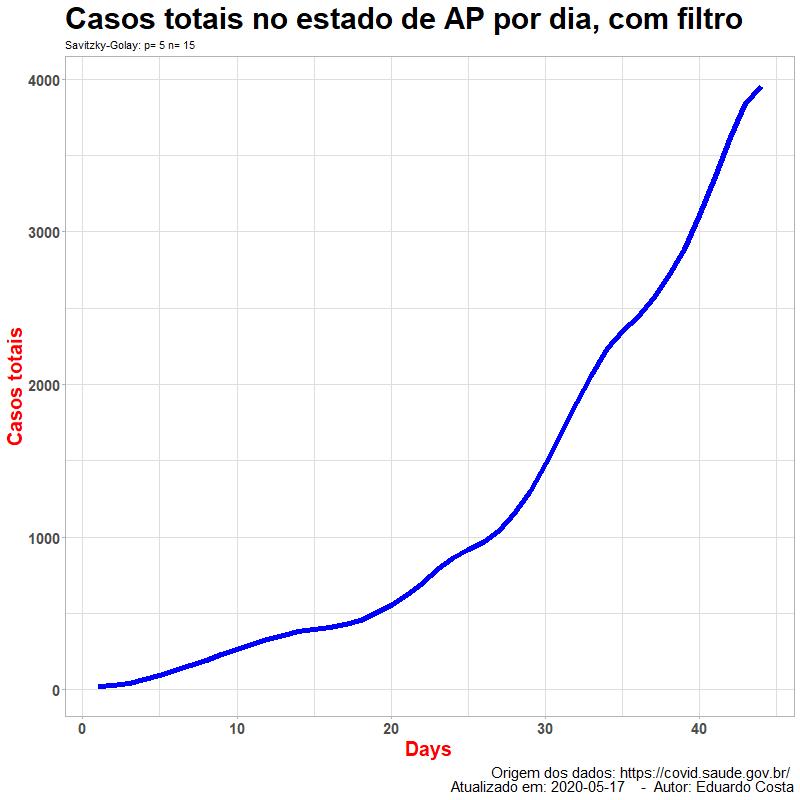 Casos totais no estado de AP por dia, com filtro
Savitzky-Golay: p= 5 n= 15
4000
3000
2000
1000
0
Casos totais
0 10 20 30 40
Days
Origem dos dados: https://covid.saude.gov.br/
Atualizado em: 2020-05-17 - Autor: Eduardo Costa